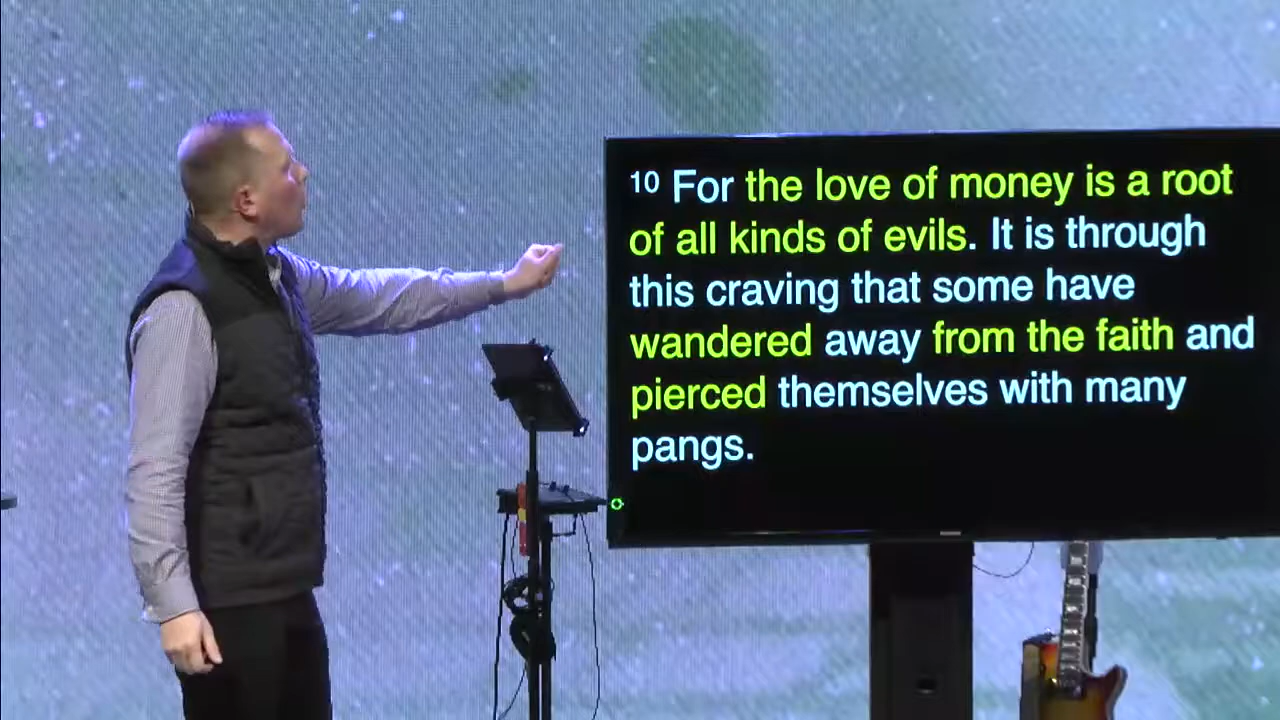 10 For the love of money is a root
of all kinds of evils. It is through
this craving that some have
wandered away from the faith and
pierced themselves with many
pangs.